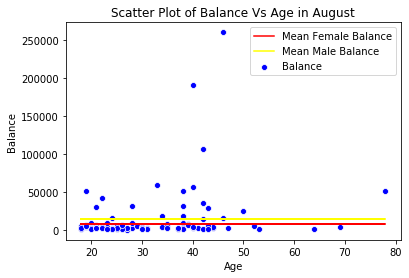 Scatter Plot of Balance Vs Age in August
Mean Female Balance
Mean Male Balance
Balance
250000
200000
150000
100000
50000
0
Balance
20 30 40 50 60 70 80
Age